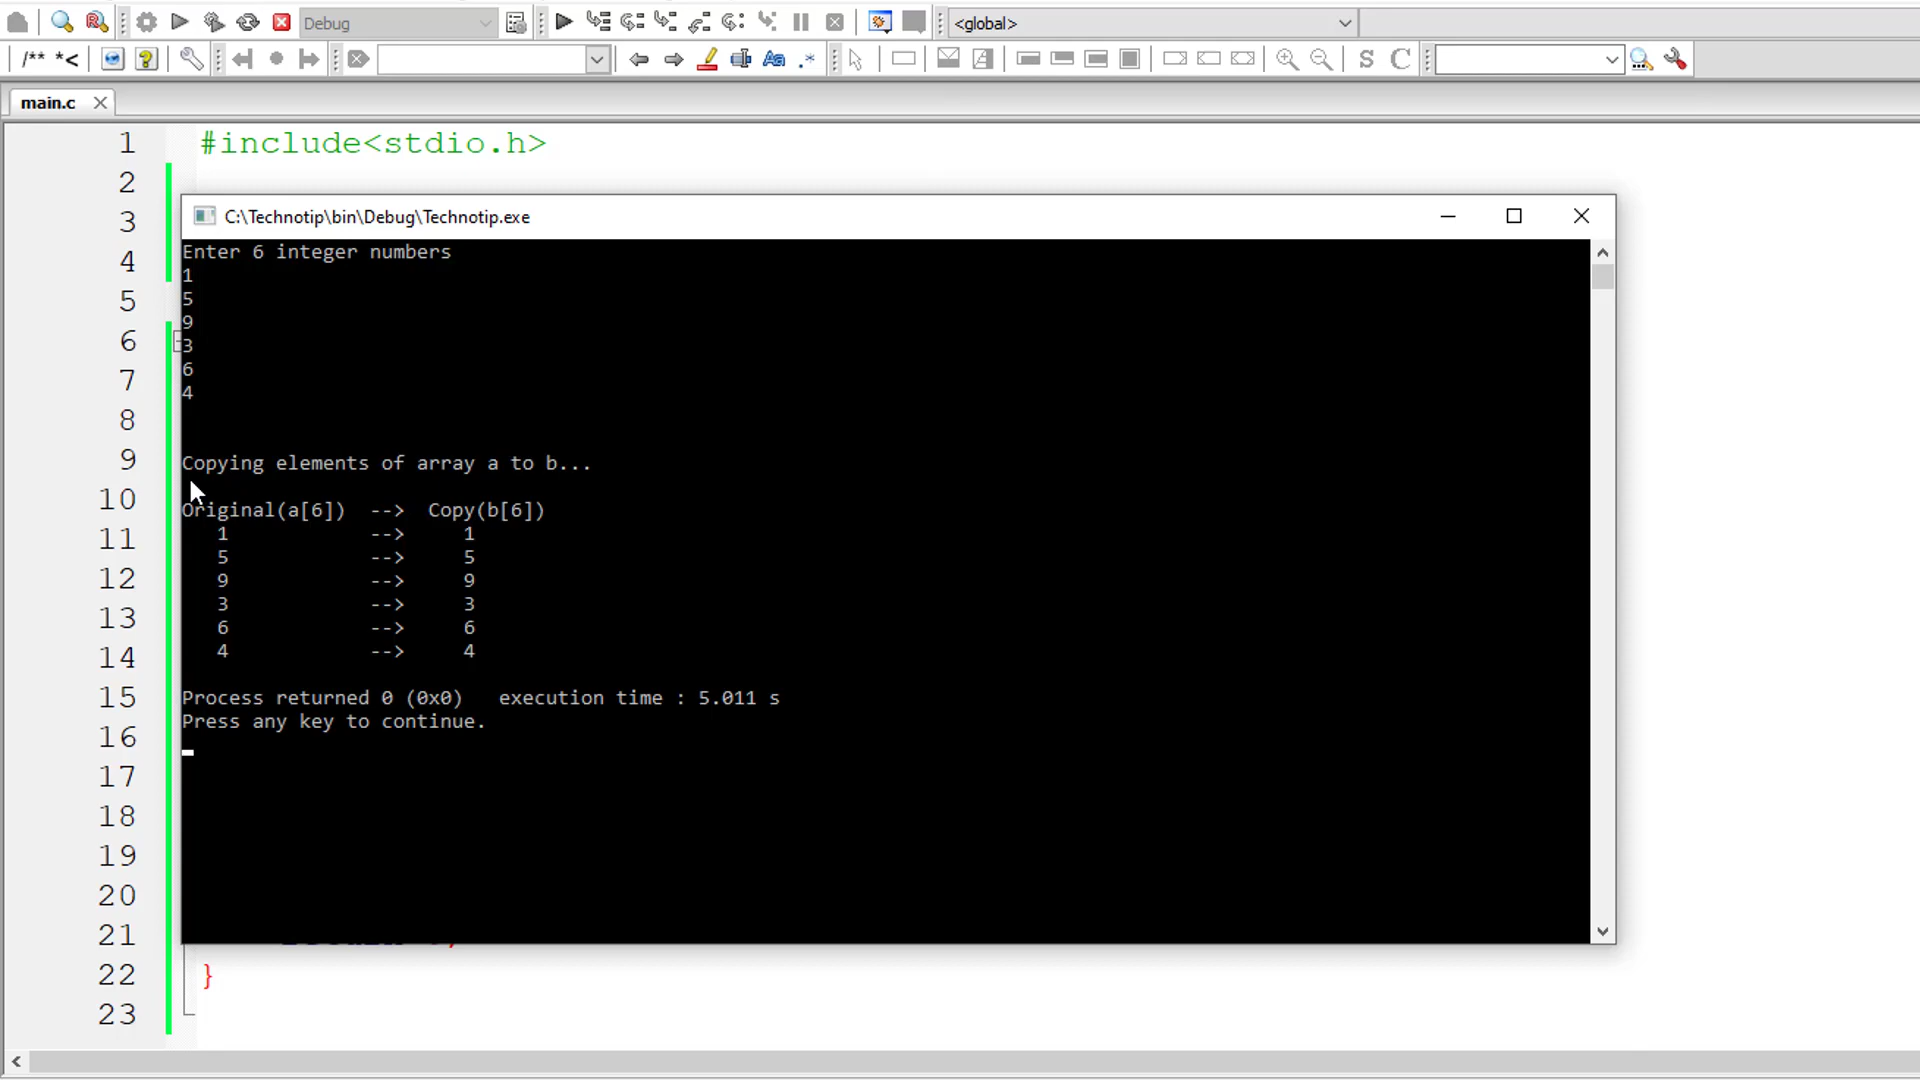 Debug
<global>
/** *<
Aa
.*
S
C
main.c
1 #include<stdio.h>
2
3
4
5
6
7
8
9
10
11
12
13
14
15
16
17
18
19
20
21
22 }
23
C:\Technotip\bin\Debug\Technotip.exe
Enter 6 integer numbers
1
5
9
3
6
4
Copying elements of array a to b...
Original(a[6]) --> Copy(b[6])
1 --> 1
5 --> 5
9 --> 9
3 --> 3
6 --> 6
4 --> 4
Process returned 0 (0x0) execution time : 5.011 s
Press any key to continue.